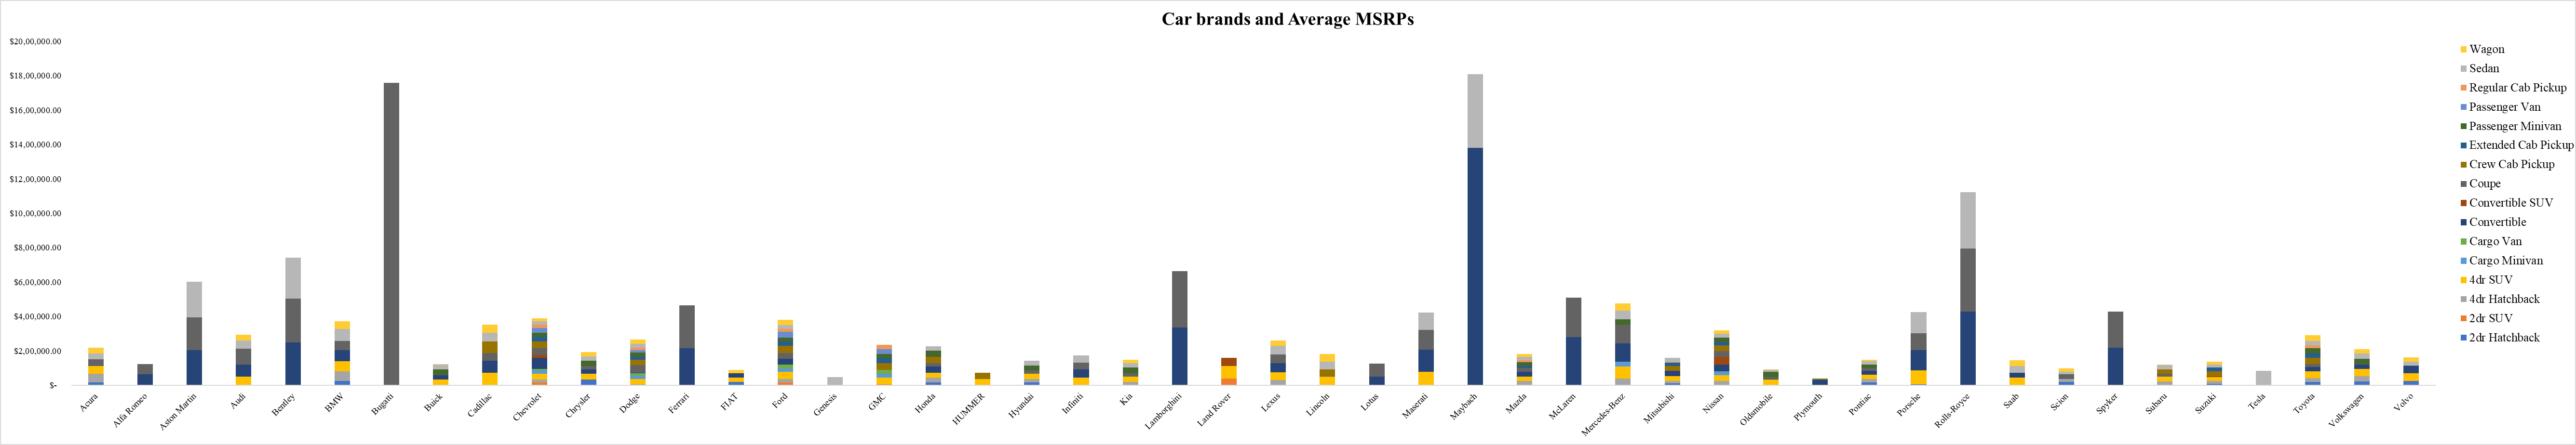 Car brands and Average MSRPs
$20,00,000.00
$18,00,000.00
$16,00,000.00
$14,00,000.00
$12,00,000.00
$10,00,000.00
$8,00,000.00
$6,00,000.00
$4,00,000.00
$2,00,000.00
$-
Acura
Alfa Romeo
Aston Martin
Audi
Bentley
BMW
Bugatti
Buick
Cadillac
Chevrolet
Chrysler
Dodge
Ferrari
FIAT
Ford
Genesis
GMC
Honda
HUMMER
Hyundai
Infiniti
Kia
Lamborghini
Land Rover
Lexus
Lincoln
Lotus
Maserati
Maybach
Mazda
McLaren
Mercedes-Benz
Mitsubishi
Nissan
Oldsmobile
Plymouth
Pontiac
Porsche
Rolls-Royce
Saab
Scion
Spyker
Subaru
Suzuki
Tesla
Toyota
Volkswagen
Volvo
Wagon
Sedan
Regular Cab Pickup
Passenger Van
Passenger Minivan
Extended Cab Pickup
Crew Cab Pickup
Coupe
Convertible SUV
Convertible
Cargo Van
Cargo Minivan
4dr SUV
4dr Hatchback
2dr SUV
2dr Hatchback